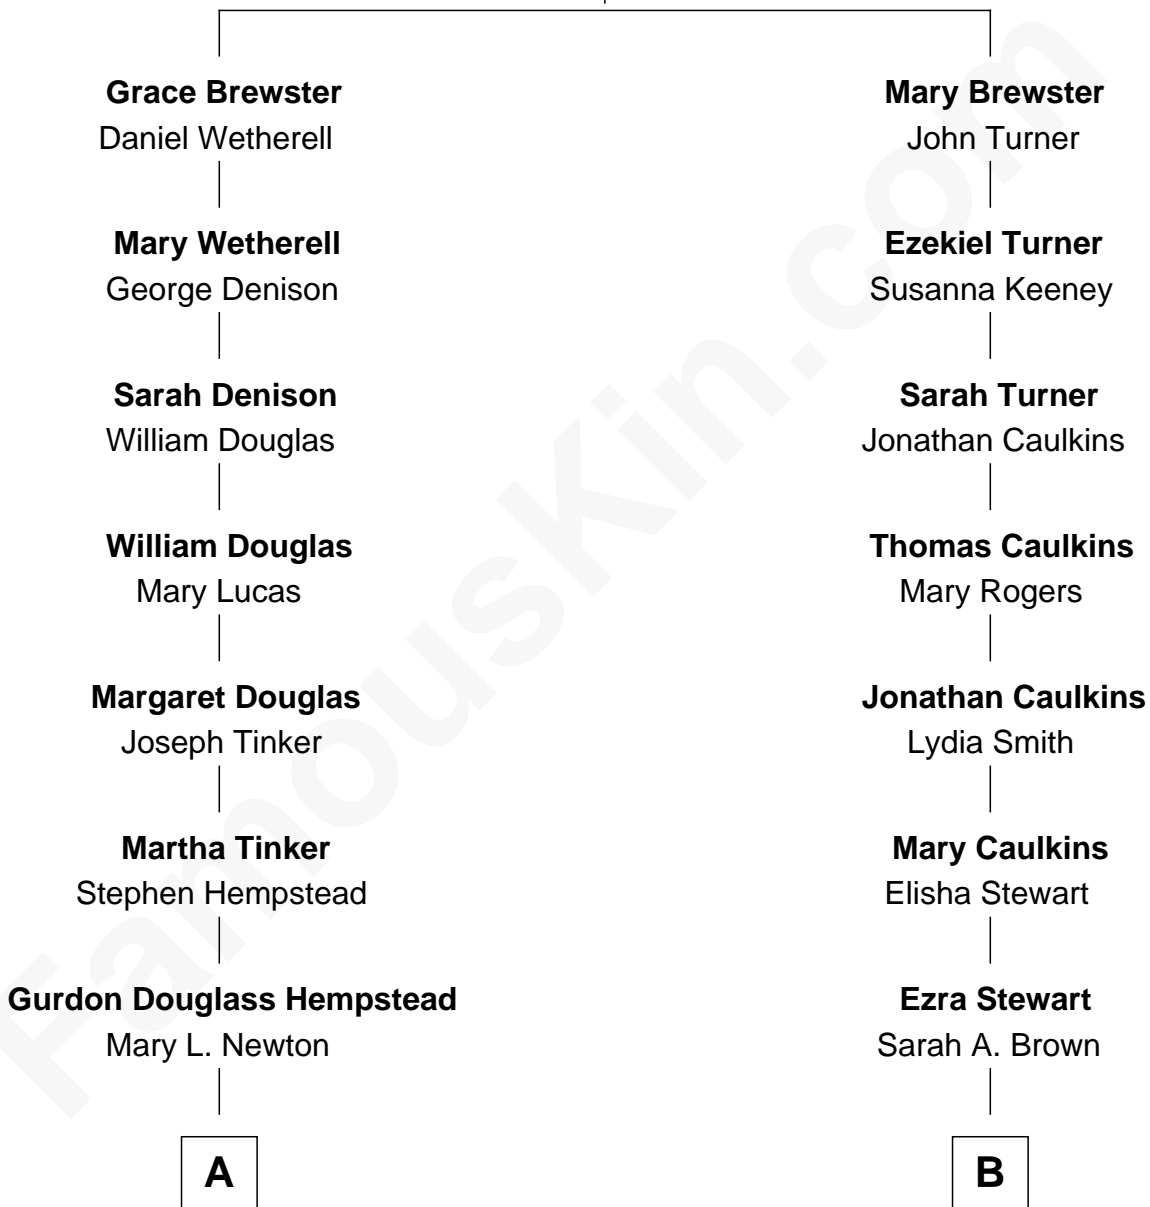 Grace Brewster
Daniel Wetherell
Mary Brewster
John Turner
Mary Wetherell
George Denison
Ezekiel Turner
Susanna Keeney
Sarah Denison
William Douglas
Sarah Turner
Jonathan Caulkins
William Douglas
Mary Lucas
Thomas Caulkins
Mary Rogers
Margaret Douglas
Joseph Tinker
Jonathan Caulkins
Lydia Smith
Martha Tinker
Stephen Hempstead
Mary Caulkins
Elisha Stewart
Gurdon Douglass Hempstead
Mary L. Newton
Ezra Stewart
Sarah A. Brown
A
B
FamousKin.com